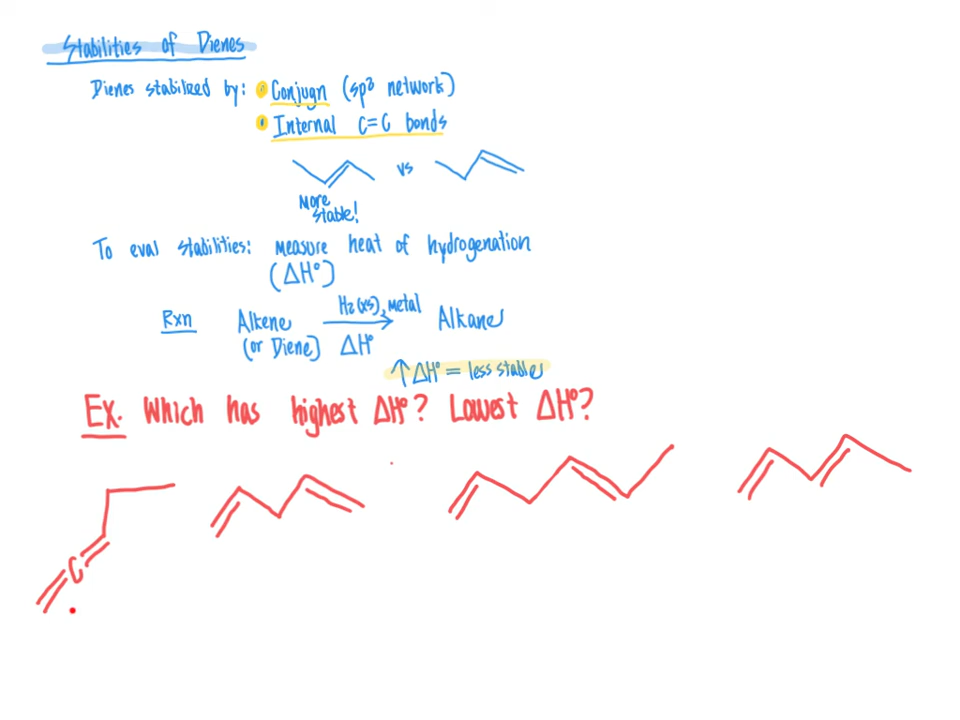 Stabilities of Dienes
Dienes stabilized by: • Conjugn (sp² network)
• Internal C=C bonds
vs
More stable!
To eval stabilities: measure heat of hydrogenation
(ΔH°)
Rxn Alkene H₂(xs), metal Alkane
(or Diene) ΔH°
↑ΔH° = less stable
Ex. Which has highest ΔH°? Lowest ΔH°?
C